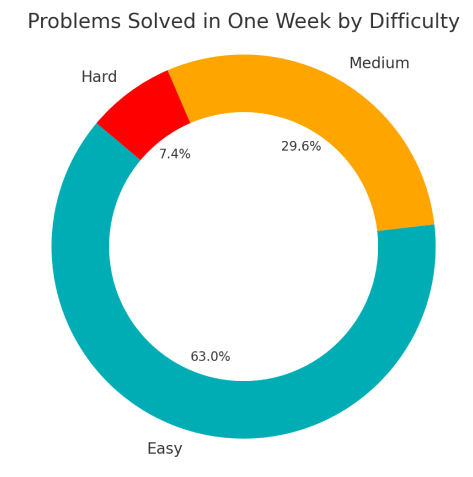 Problems Solved in One Week by Difficulty
Hard
Medium
7.4%
29.6%
63.0%
Easy